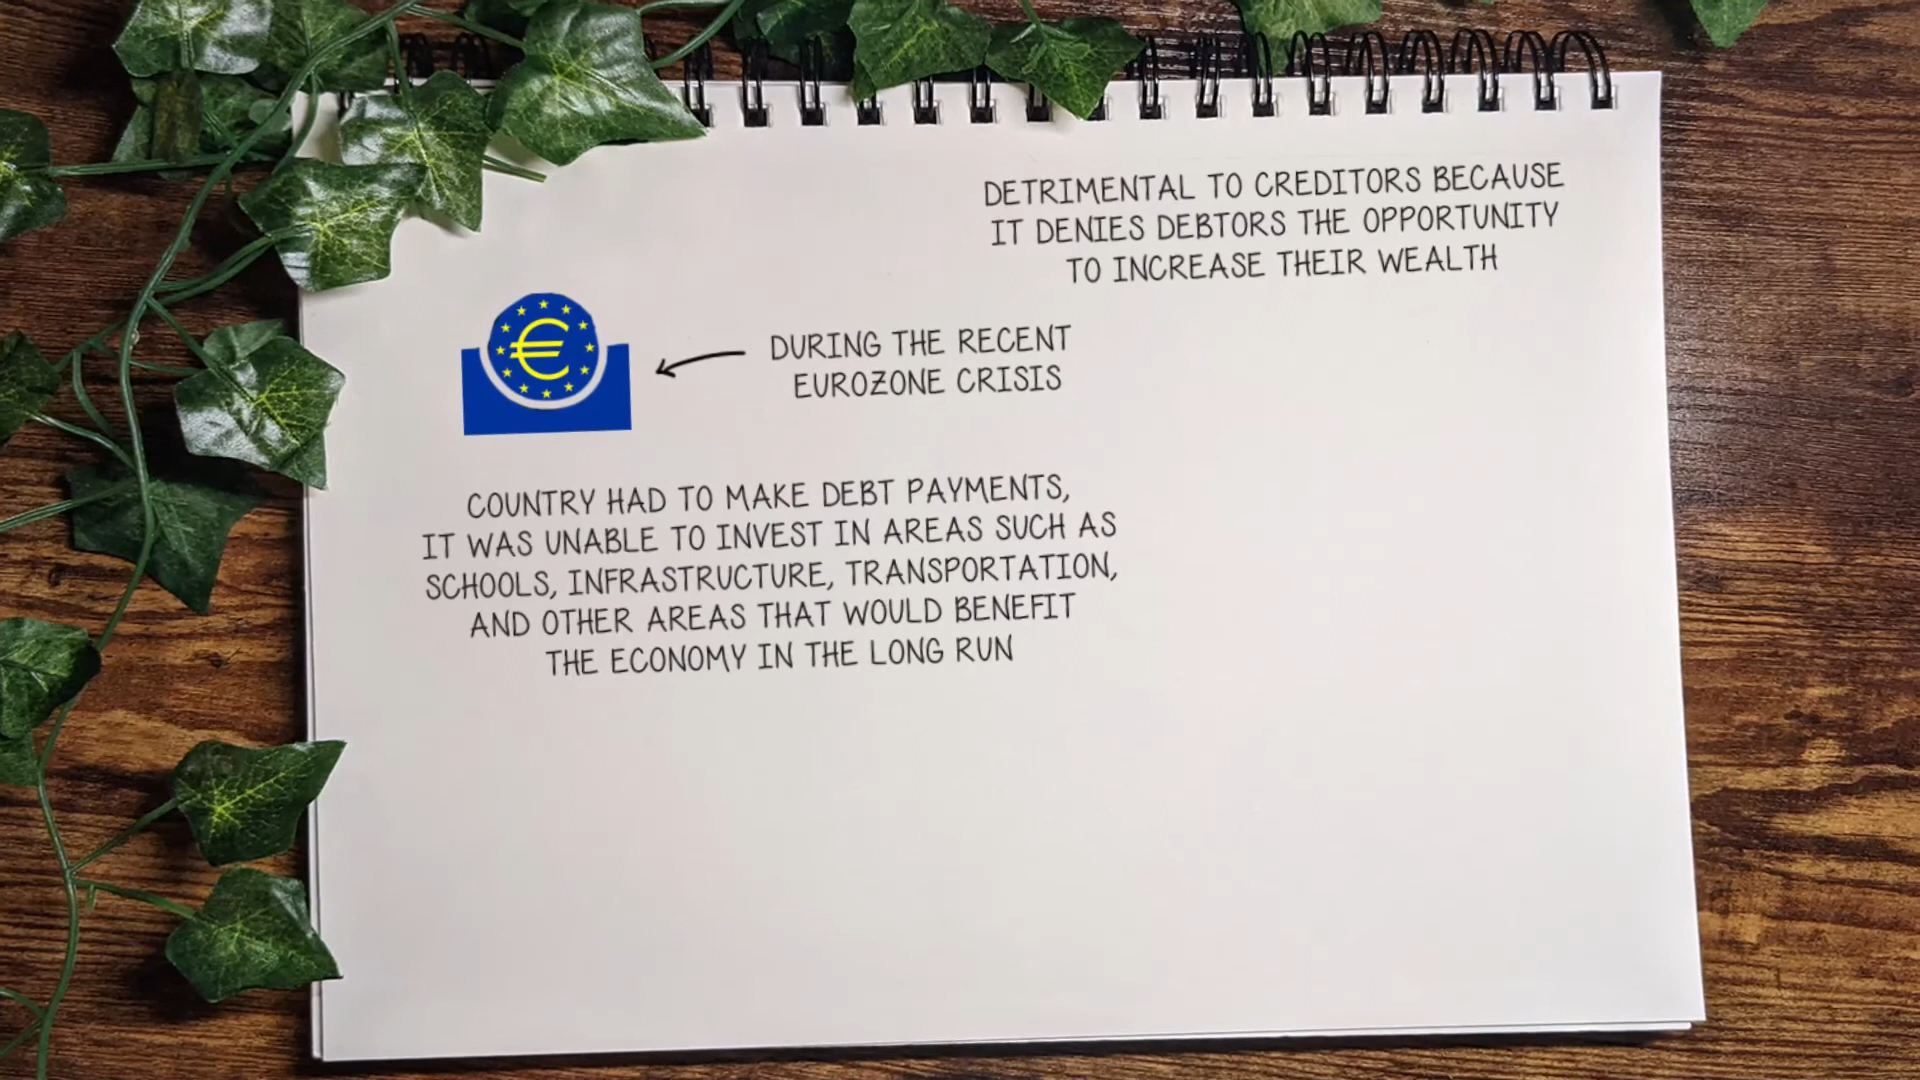 DETRIMENTAL TO CREDITORS BECAUSE
IT DENIES DEBTORS THE OPPORTUNITY
TO INCREASE THEIR WEALTH
DURING THE RECENT
EUROZONE CRISIS
COUNTRY HAD TO MAKE DEBT PAYMENTS,
IT WAS UNABLE TO INVEST IN AREAS SUCH AS
SCHOOLS, INFRASTRUCTURE, TRANSPORTATION,
AND OTHER AREAS THAT WOULD BENEFIT
THE ECONOMY IN THE LONG RUN